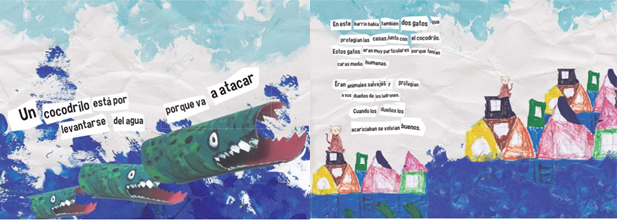 Un cocodrilo está por
levantarse del agua
porque va a atacar
En este barrio había también dos gatos que
protegían las casas junto con el cocodrilo.
Estos gatos eran muy particulares porque tenían
caras medio humanas.
Eran animales salvajes y protegían
a sus dueños de los ladrones.
Cuando los dueños los
acariciaban se volvían buenos.